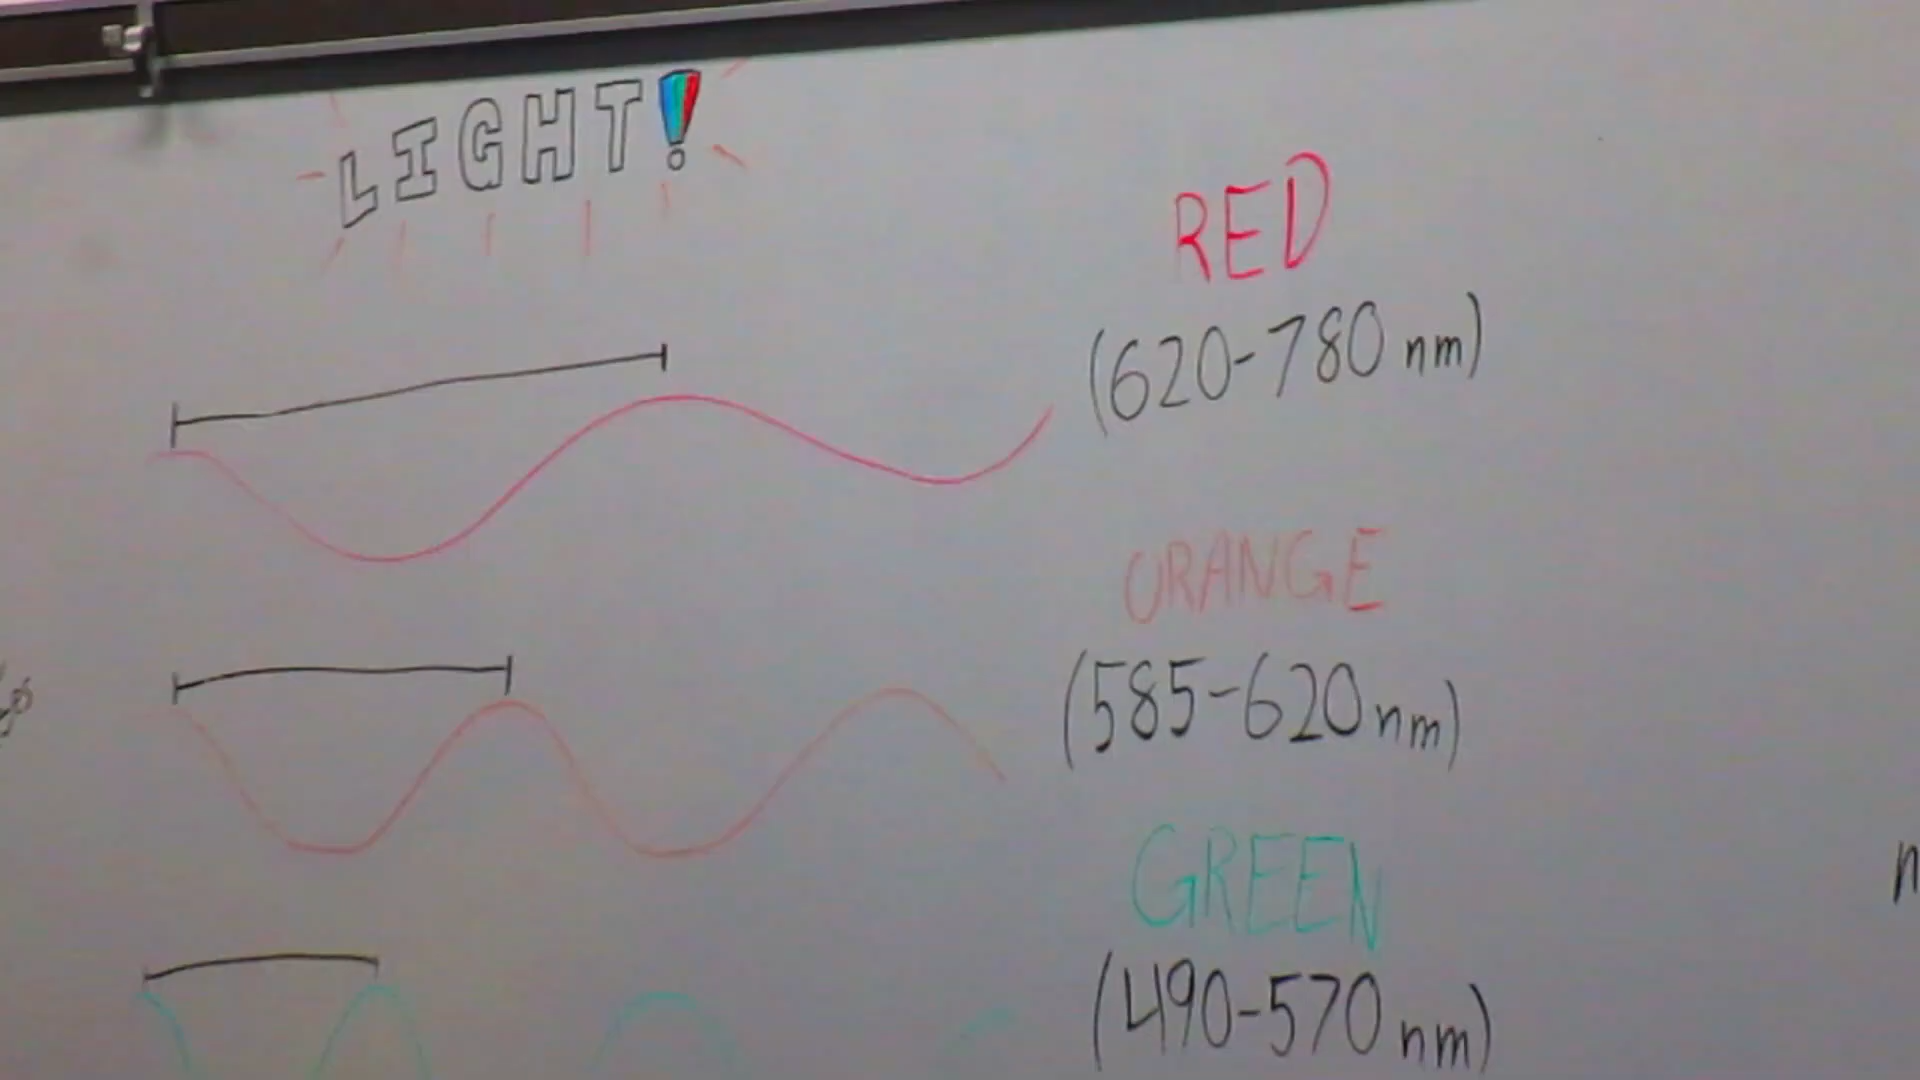 LIGHT!
RED
(620-780 nm)
ORANGE
(585-620 nm)
GREEN
(490-570 nm)